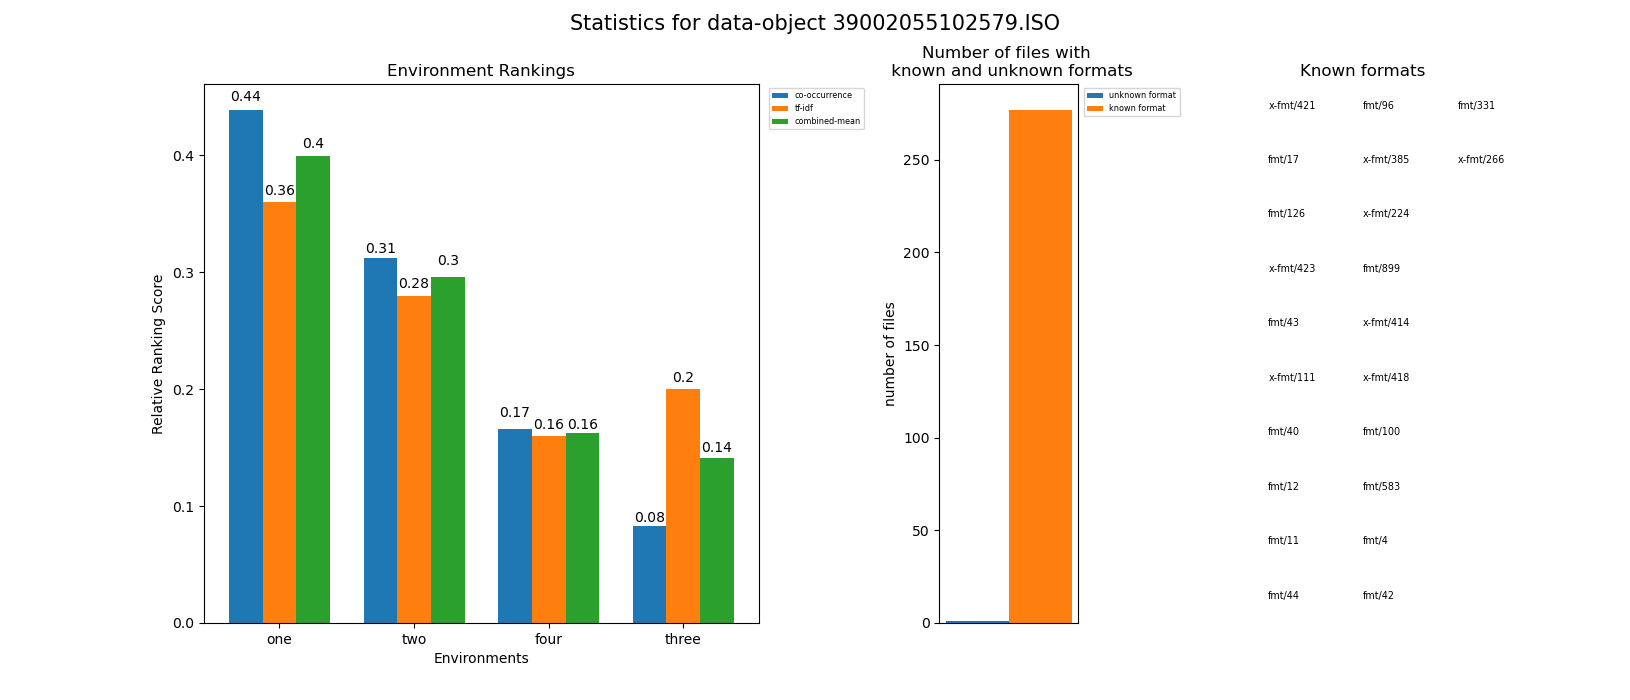 Statistics for data-object 39002055102579.ISO
Environment Rankings
Relative Ranking Score
0.4
0.3
0.2
0.1
0.0
0.44
0.36
0.4
0.31
0.28
0.3
0.17
0.16
0.16
0.08
0.2
0.14
one
two
four
three
Environments
co-occurrence
tf-idf
combined-mean
Number of files with
known and unknown formats
number of files
250
200
150
100
50
0
unknown format
known format
Known formats
x-fmt/421 fmt/96 fmt/331
fmt/17 x-fmt/385 x-fmt/266
fmt/126 x-fmt/224
x-fmt/423 fmt/899
fmt/43 x-fmt/414
x-fmt/111 x-fmt/418
fmt/40 fmt/100
fmt/12 fmt/583
fmt/11 fmt/4
fmt/44 fmt/42